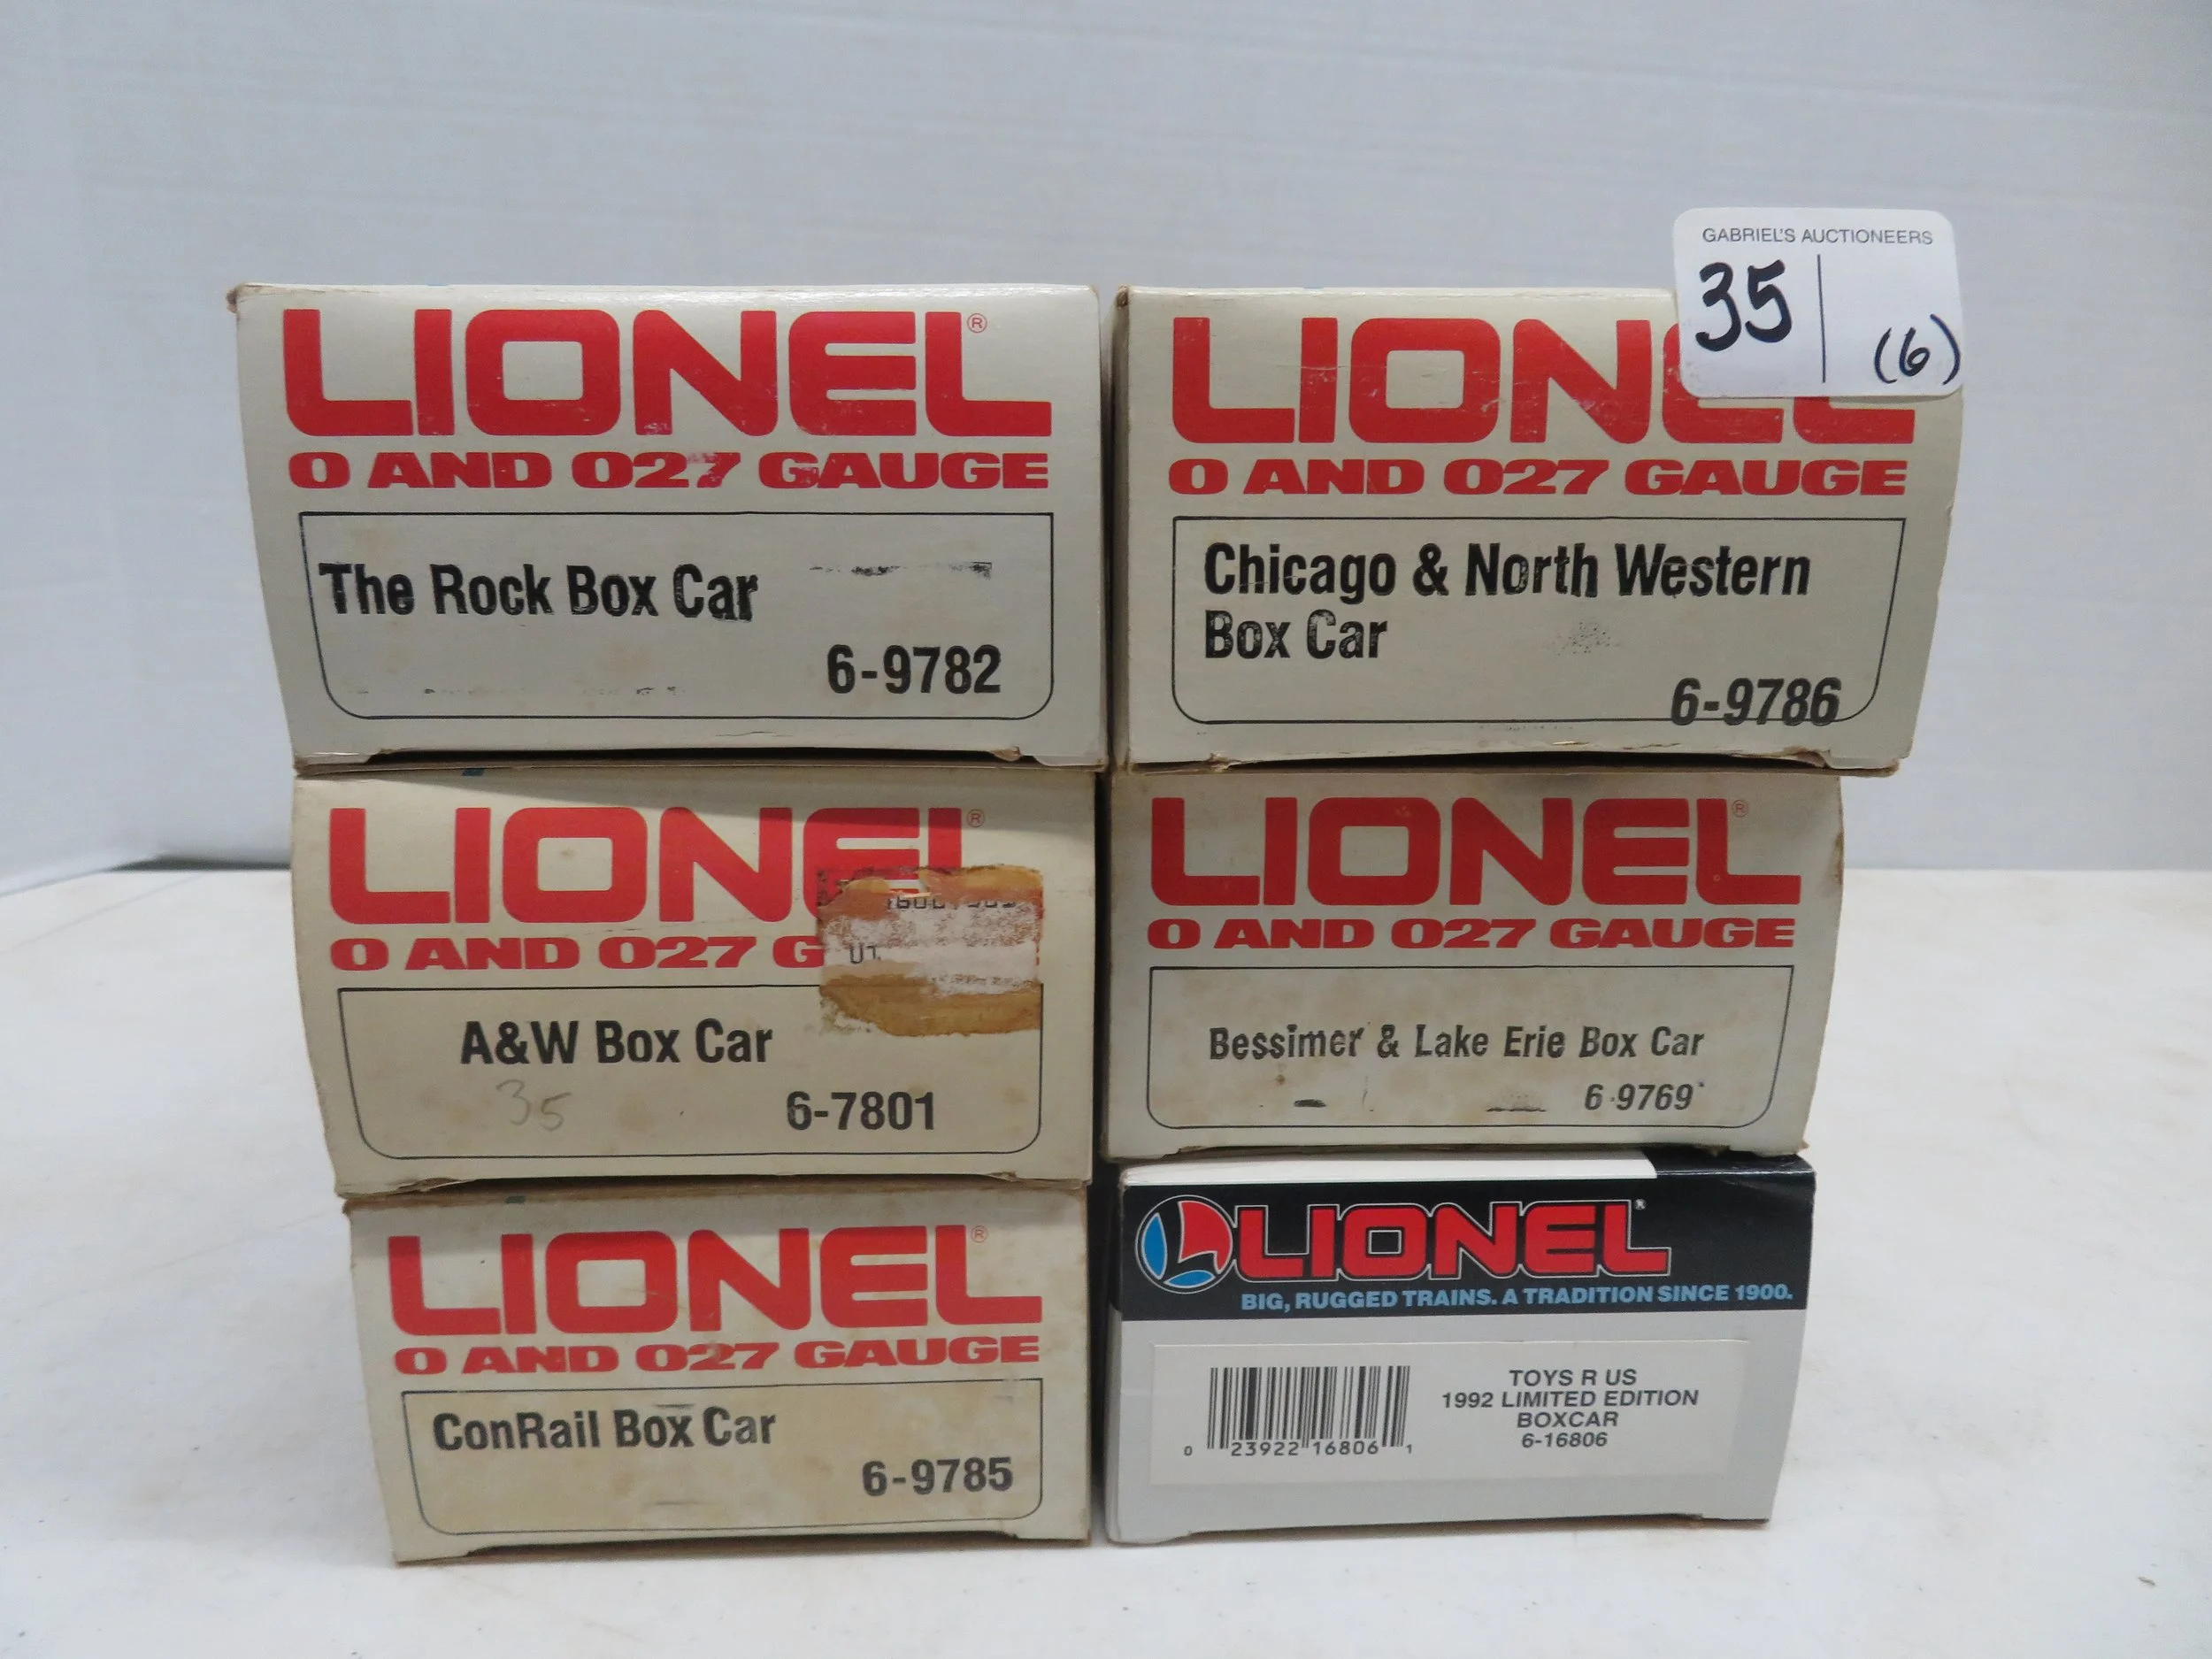 GABRIEL'S AUCTIONEERS
35 (6)
LIONEL®
O AND O27 GAUGE
The Rock Box Car
6-9782
LIONEL
O AND O27 GAUGE
Chicago & North Western
Box Car
6-9786
LIONEL®
O AND O27 G
A&W Box Car
35
6-7801
LIONEL®
O AND O27 GAUGE
Bessimer & Lake Erie Box Car
6-9769
LIONEL®
O AND O27 GAUGE
ConRail Box Car
6-9785
LIONEL®
BIG, RUGGED TRAINS. A TRADITION SINCE 1900.
TOYS R US
1992 LIMITED EDITION
BOXCAR
6-16806
0 23922 16806 1